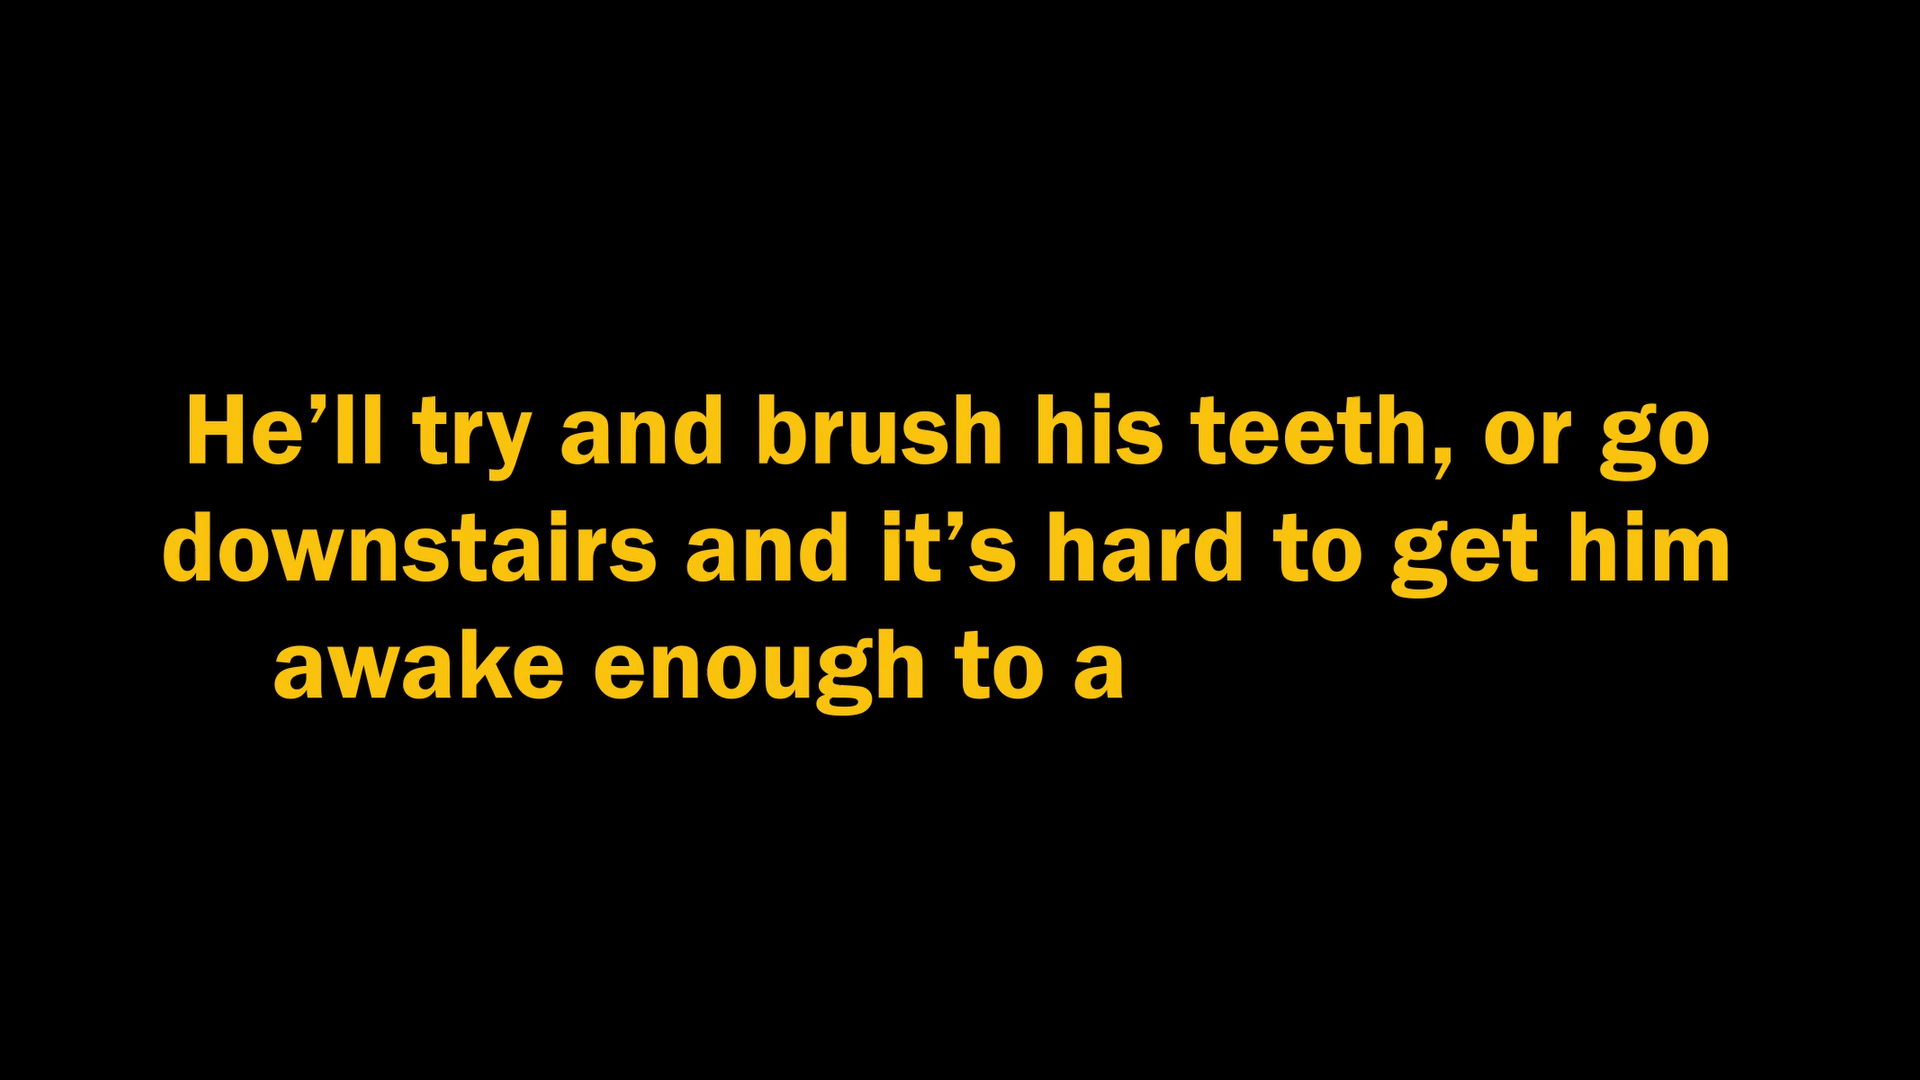 He’ll try and brush his teeth, or go
downstairs and it’s hard to get him
awake enough to a